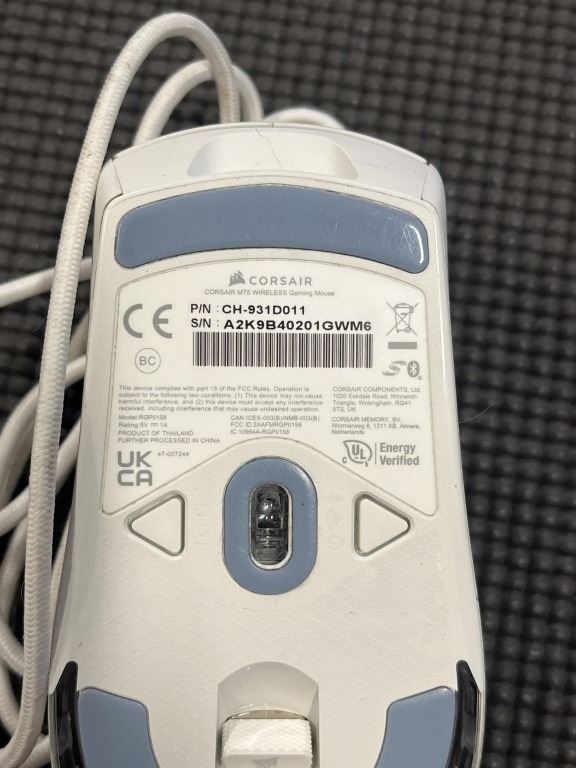 CORSAIR
CORSAIR M75 WIRELESS Gaming Mouse
P/N : CH-931D011
S/N : A2K9B40201GWM6
CE
BC
This device complies with part 15 of the FCC Rules. Operation is
subject to the following two conditions: (1) This device may not cause
harmful interference, and (2) this device must accept any interference
received, including interference that may cause undesired operation.
Model: RGP0158
Rating: 5V ⎓ 1A
PRODUCT OF THAILAND
FURTHER PROCESSED IN CHINA
CAN ICES-003(B)/NMB-003(B)
FCC ID:2AAFMRGP0158
IC:10954A-RGP0158
47-007244
CORSAIR COMPONENTS, Ltd.
1020 Eskdale Road, Winnersh
Triangle, Wokingham, RG41
5TS, UK
CORSAIR MEMORY, BV.
Wormerweg 8, 1311 XB, Almere,
Netherlands
c UL us
Energy
Verified
UK
CA